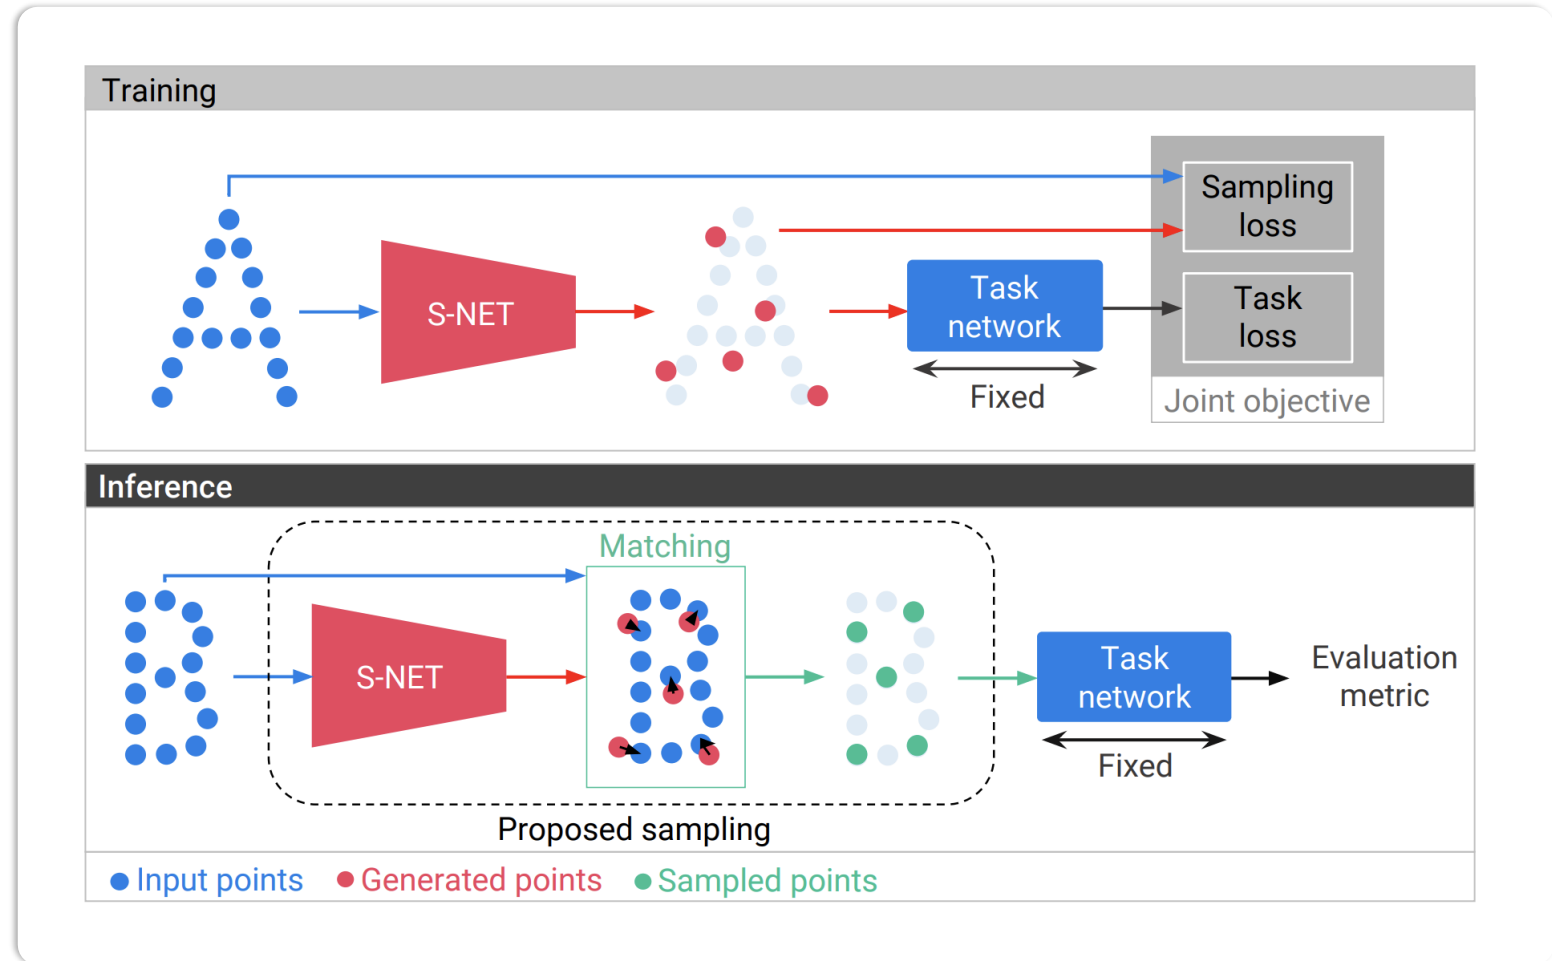 Training
Sampling
loss
S-NET
Task
network
Task
loss
Fixed
Joint objective
Inference
Matching
S-NET
Task
network
Evaluation
metric
Fixed
Proposed sampling
Input points
Generated points
Sampled points